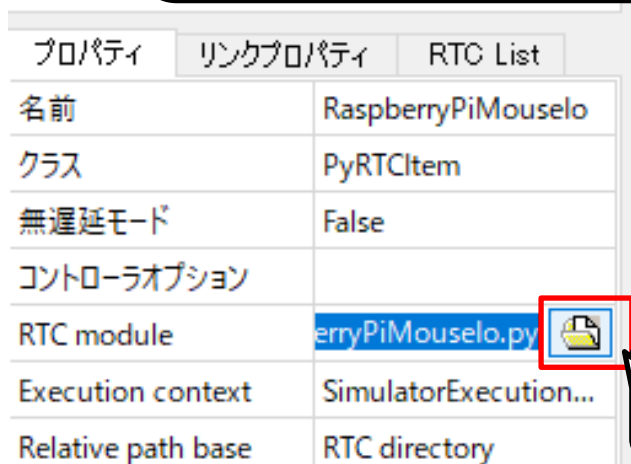 プロパティ リンクプロパティ RTC List
名前 RaspberryPiMouseIo
クラス PyRTCItem
無遅延モード False
コントローラオプション
RTC module erryPiMouseIo.py
Execution context SimulatorExecution...
Relative path base RTC directory